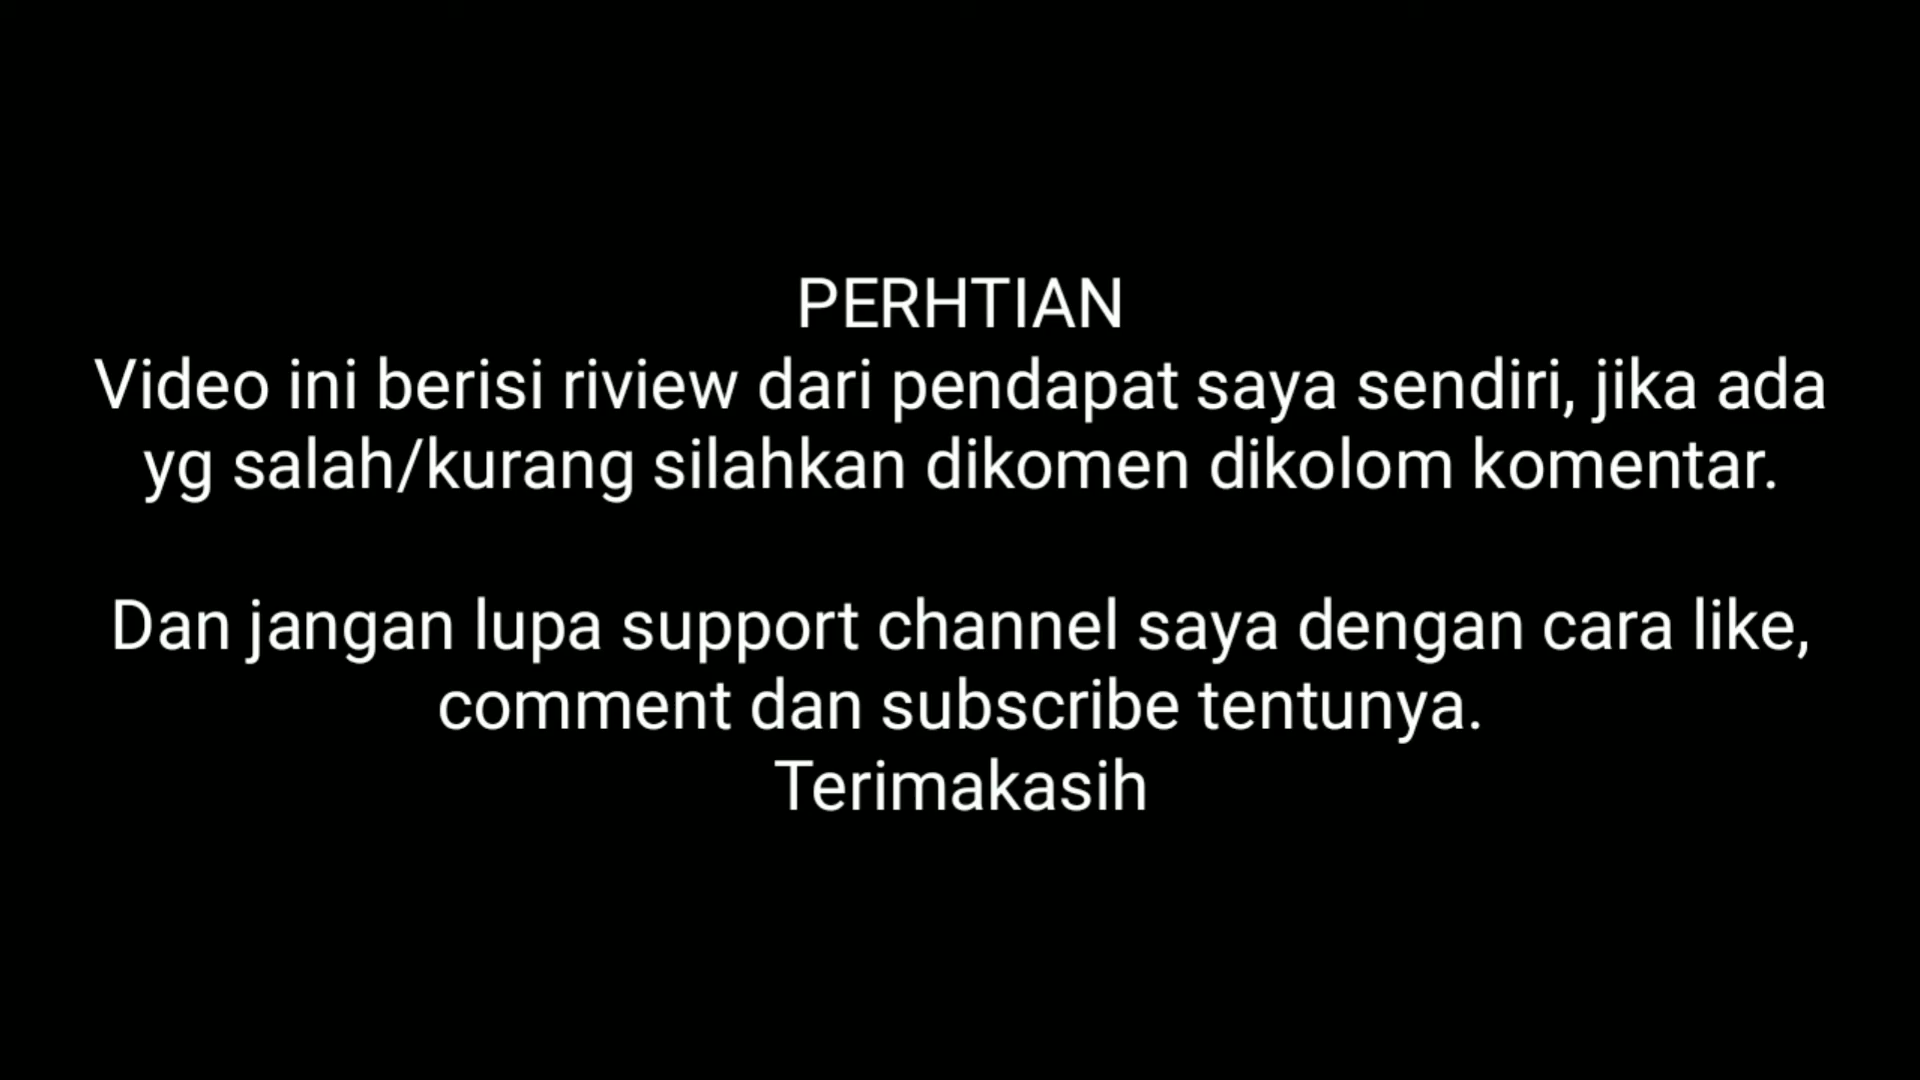 PERHTIAN
Video ini berisi riview dari pendapat saya sendiri, jika ada
yg salah/kurang silahkan dikomen dikolom komentar.
Dan jangan lupa support channel saya dengan cara like,
comment dan subscribe tentunya.
Terimakasih